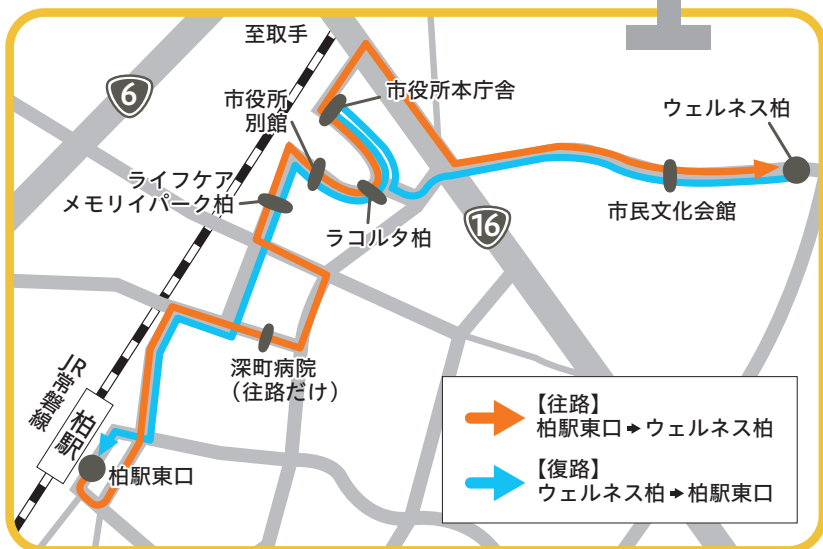 至取手
6
市役所
別館
市役所本庁舎
ウェルネス柏
ライフケア
メモリイパーク柏
ラコルタ柏
16
市民文化会館
深町病院
（往路だけ）
JR常磐線
柏駅
柏駅東口
【往路】
柏駅東口➡ウェルネス柏
【復路】
ウェルネス柏➡柏駅東口